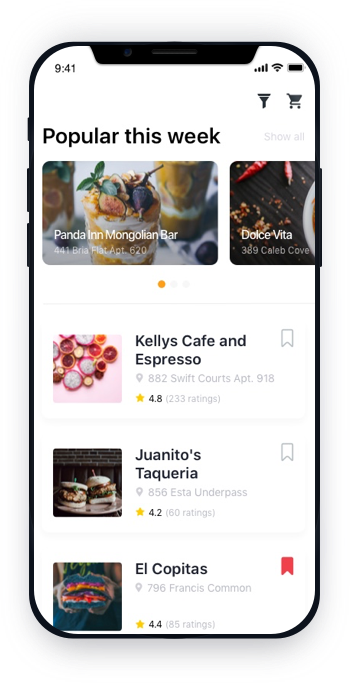 9:41
Popular this week
Show all
Panda Inn Mongolian Bar
441 Bria Flat Apt. 620
Dolce Vita
389 Caleb Cove
Kellys Cafe and
Espresso
882 Swift Courts Apt. 918
4.8 (233 ratings)
Juanito's
Taqueria
856 Esta Underpass
4.2 (60 ratings)
El Copitas
796 Francis Common
4.4 (85 ratings)